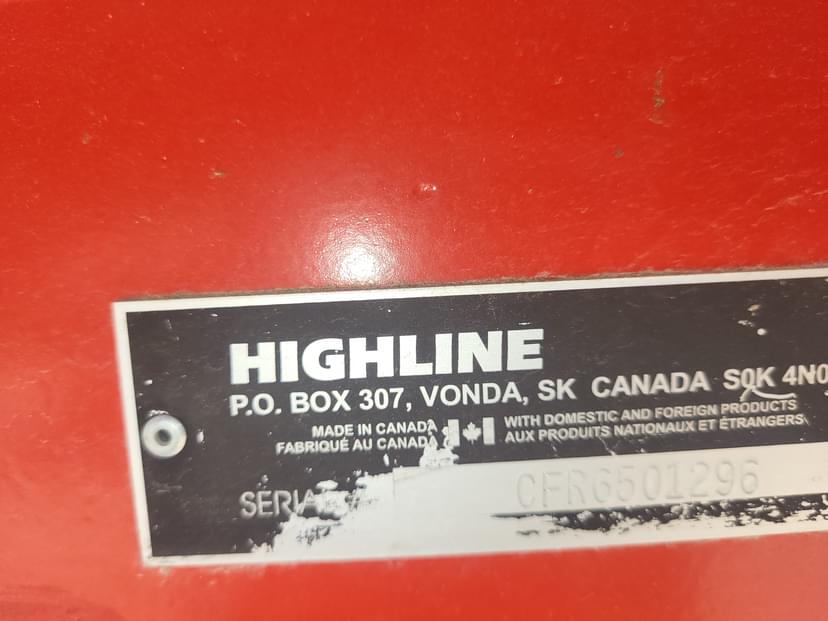 HIGHLINE
P.O. BOX 307, VONDA, SK CANADA S0K 4N0
MADE IN CANADA
FABRIQUÉ AU CANADA
WITH DOMESTIC AND FOREIGN PRODUCTS
AUX PRODUITS NATIONAUX ET ÉTRANGERS
SERIAL
CFR6501296